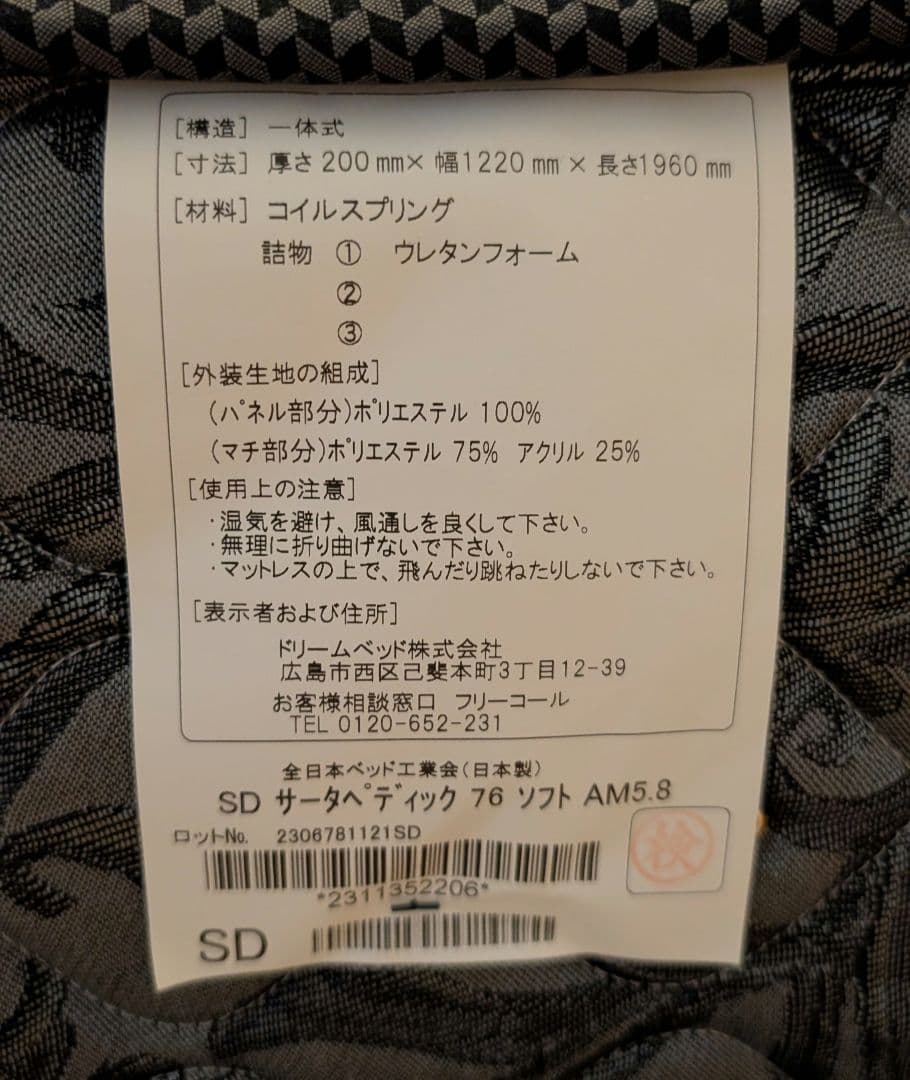 [構造] 一体式
[寸法] 厚さ 200 mm× 幅1220 mm × 長さ1960 mm
[材料] コイルスプリング
詰物 ① ウレタンフォーム
②
③
[外装生地の組成]
(パネル部分)ポリエステル 100%
(マチ部分)ポリエステル 75% アクリル 25%
[使用上の注意]
・湿気を避け、風通しを良くして下さい。
・無理に折り曲げないで下さい。
・マットレスの上で、飛んだり跳ねたりしないで下さい。
[表示者および住所]
ドリームベッド株式会社
広島市西区己斐本町3丁目12-39
お客様相談窓口 フリーコール
TEL 0120-652-231
全日本ベッド工業会(日本製)
SD サータペディック 76 ソフト AM5.8
ロットNo. 2306781121SD
検
*2311352206*
SD